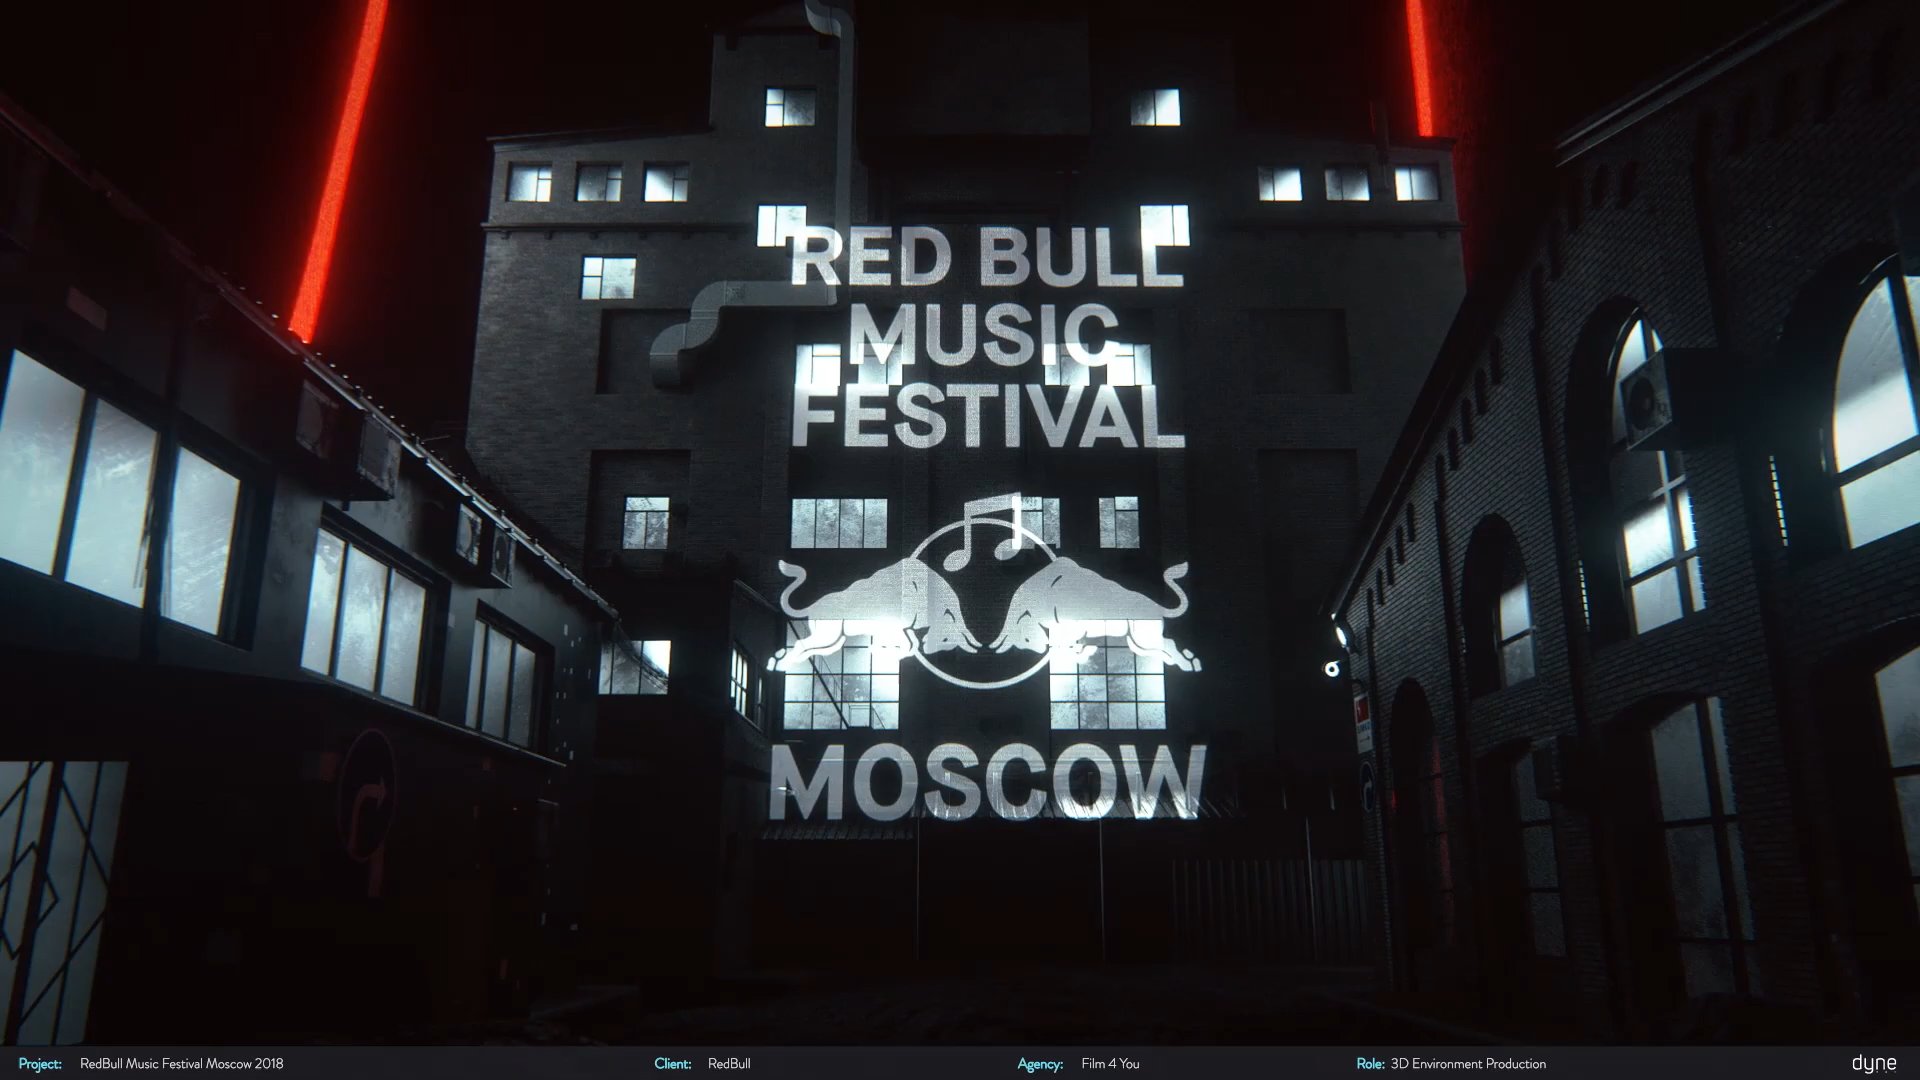 RED BULL
MUSIC
FESTIVAL
MOSCOW
Project: RedBull Music Festival Moscow 2018 Client: RedBull Agency: Film 4 You Role: 3D Environment Production dyne